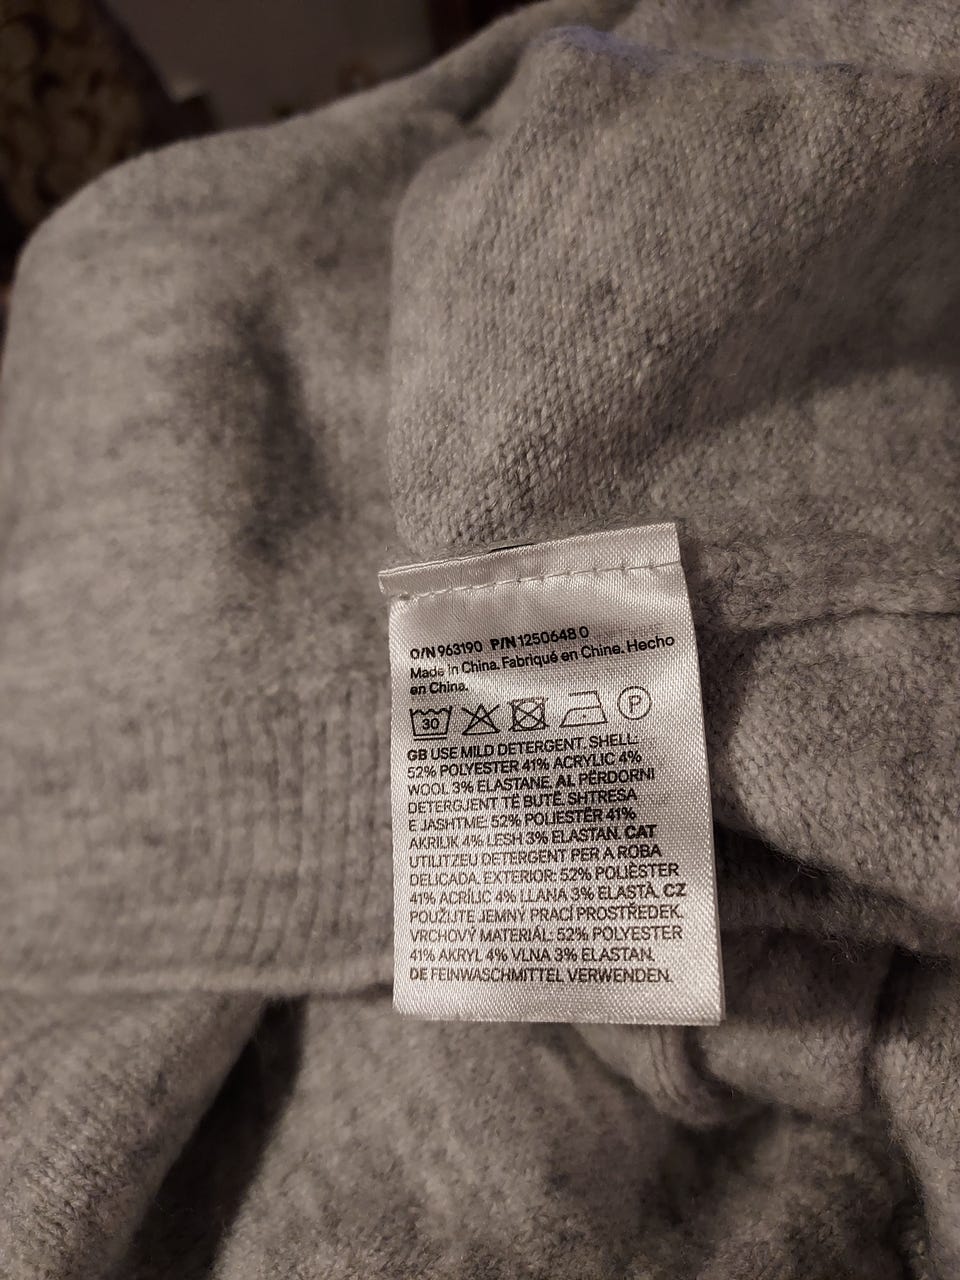 O/N 963190 P/N 1250648 0
Made in China. Fabriqué en Chine. Hecho
en China.
30 P
GB USE MILD DETERGENT. SHELL:
52% POLYESTER 41% ACRYLIC 4%
WOOL 3% ELASTANE. AL PËRDORNI
DETERGJENT TË BUTË. SHTRESA
E JASHTME: 52% POLIESTËR 41%
AKRILIK 4% LESH 3% ELASTAN. CAT
UTILITZEU DETERGENT PER A ROBA
DELICADA. EXTERIOR: 52% POLIÈSTER
41% ACRÍLIC 4% LLANA 3% ELASTÀ. CZ
POUŽIJTE JEMNÝ PRACÍ PROSTŘEDEK.
VRCHOVÝ MATERIÁL: 52% POLYESTER
41% AKRYL 4% VLNA 3% ELASTAN.
DE FEINWASCHMITTEL VERWENDEN.